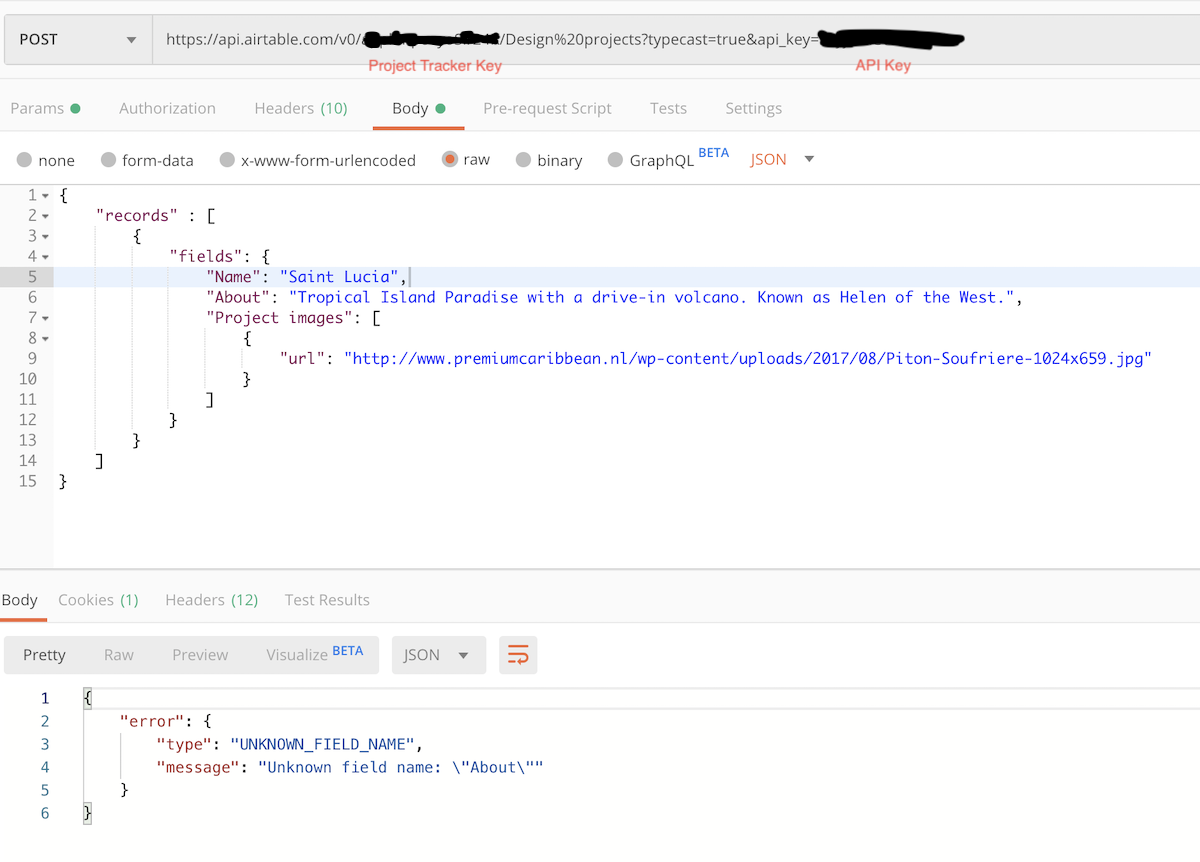 POST https://api.airtable.com/v0/ /Design%20projects?typecast=true&api_key=
Project Tracker Key API Key
Params Authorization Headers (10) Body Pre-request Script Tests Settings
none form-data x-www-form-urlencoded raw binary GraphQL BETA JSON
1 {
2 "records" : [
3 {
4 "fields": {
5 "Name": "Saint Lucia",
6 "About": "Tropical Island Paradise with a drive-in volcano. Known as Helen of the West.",
7 "Project images": [
8 {
9 "url": "http://www.premiumcaribbean.nl/wp-content/uploads/2017/08/Piton-Soufriere-1024x659.jpg"
10 }
11 ]
12 }
13 }
14 ]
15 }
Body Cookies (1) Headers (12) Test Results
Pretty Raw Preview Visualize BETA JSON
1 {
2 "error": {
3 "type": "UNKNOWN_FIELD_NAME",
4 "message": "Unknown field name: \"About\""
5 }
6 }